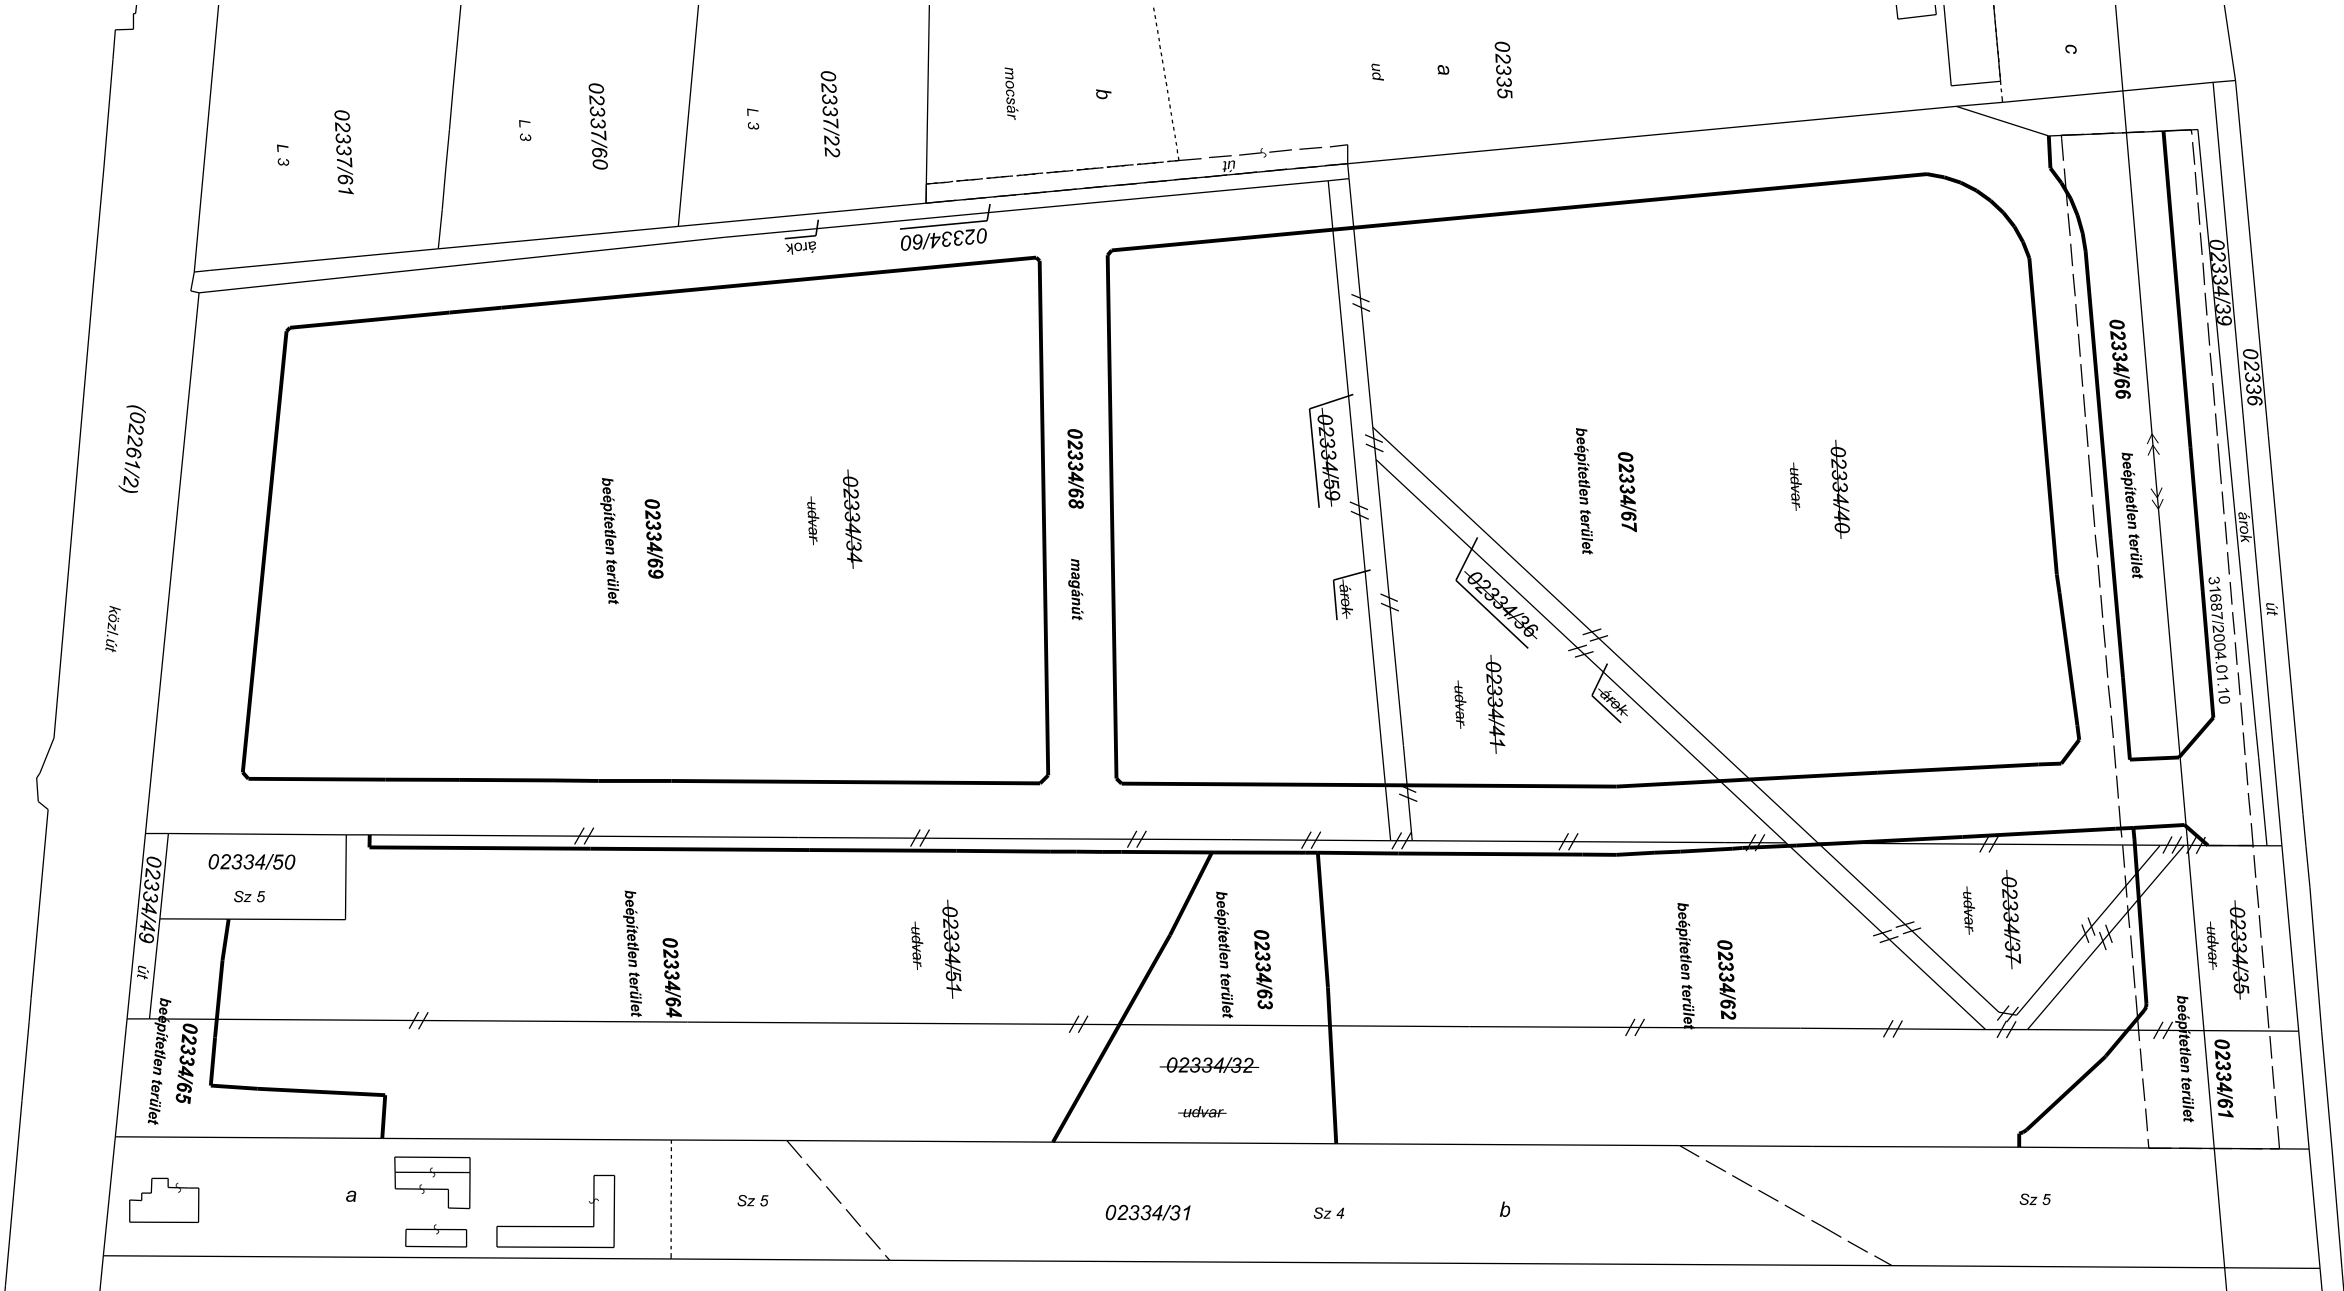 02337/61
L 3
02337/60
L 3
02337/22
L 3
mocsár
b
ud
a
02335
c
út
árok
02334/60
02334/39
02336
(02261/2)
közl.út
02334/69
beépítetlen terület
02334/34
udvar
02334/68
magánút
02334/59
árok
02334/67
beépítetlen terület
02334/40
udvar
02334/36
árok
02334/41
udvar
02334/66
beépítetlen terület
árok
út
31687/2004.01.10
02334/50
Sz 5
02334/49
út
02334/65
beépítetlen terület
02334/64
beépítetlen terület
02334/51
udvar
02334/63
beépítetlen terület
02334/32
udvar
02334/62
beépítetlen terület
02334/37
udvar
02334/35
udvar
02334/61
beépítetlen terület
a
Sz 5
02334/31
Sz 4
b
Sz 5